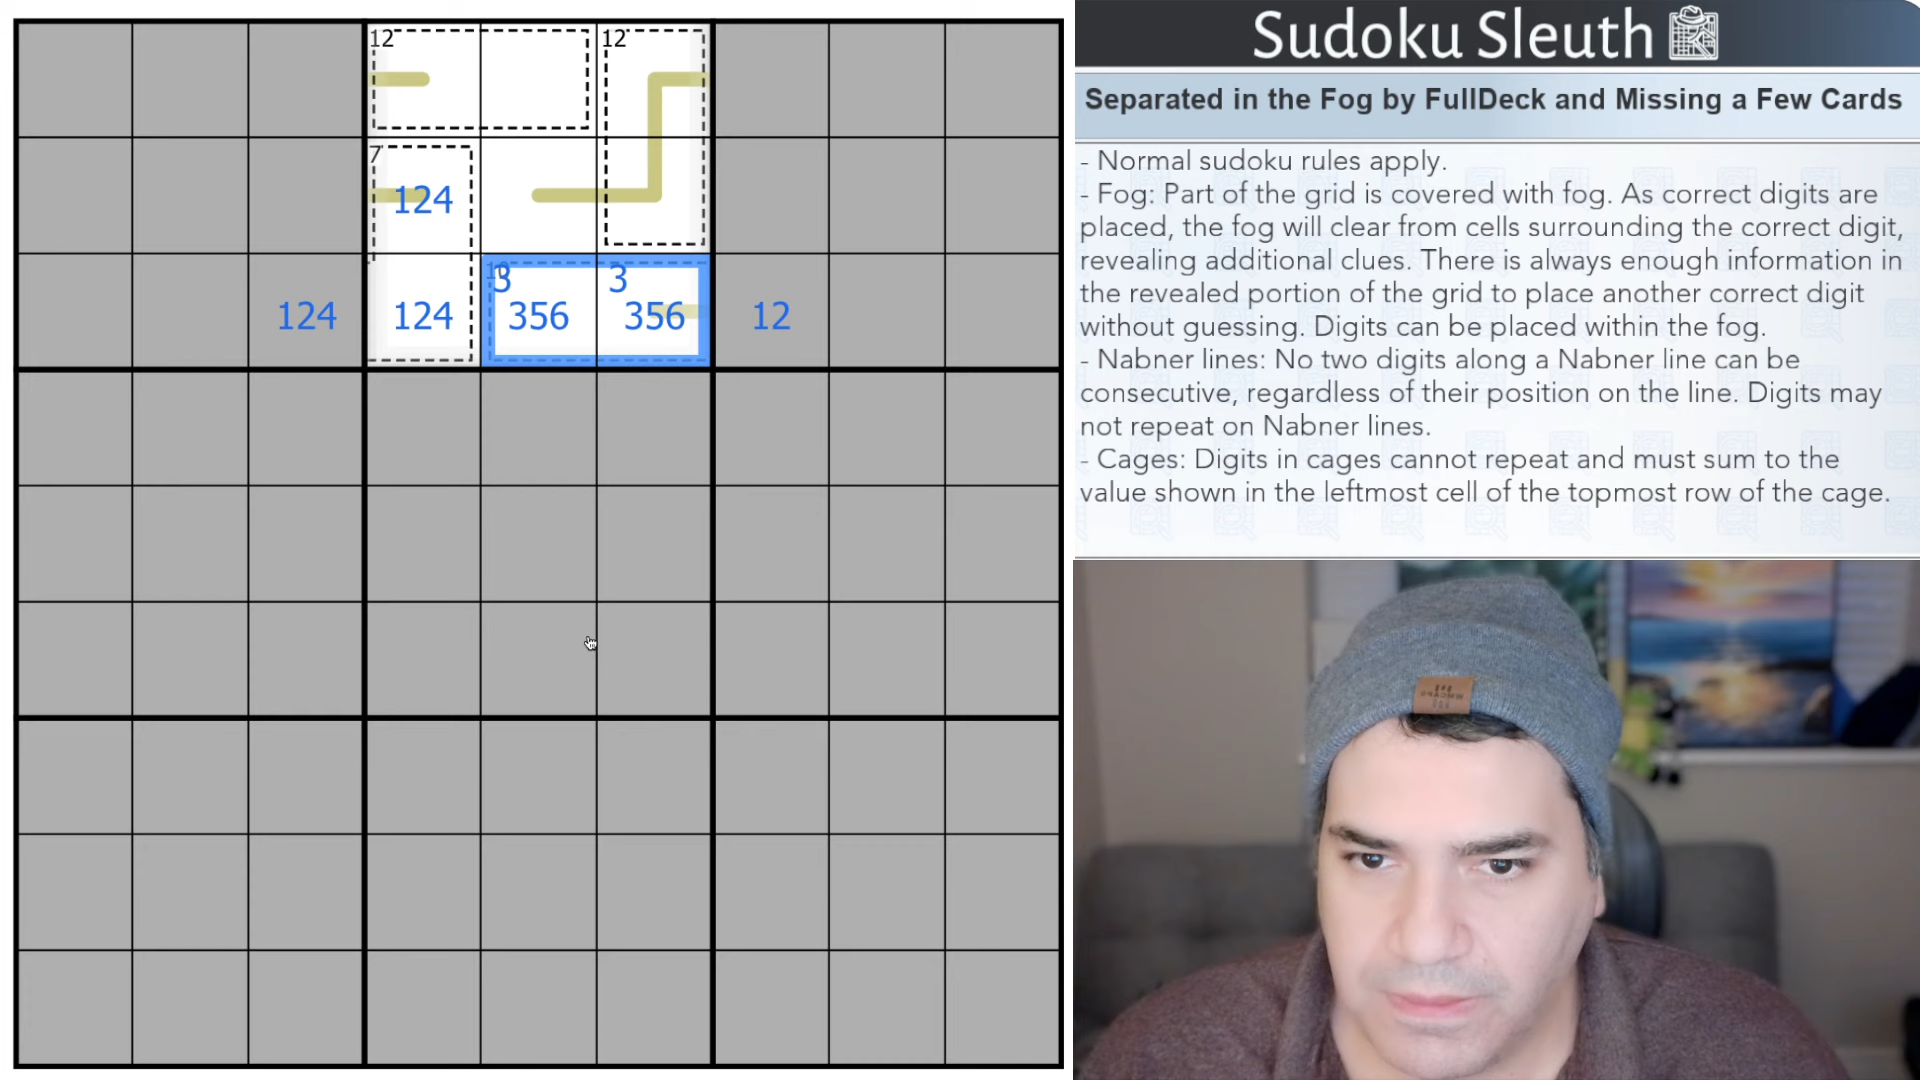 Sudoku Sleuth
Separated in the Fog by FullDeck and Missing a Few Cards
- Normal sudoku rules apply.
- Fog: Part of the grid is covered with fog. As correct digits are
placed, the fog will clear from cells surrounding the correct digit,
revealing additional clues. There is always enough information in
the revealed portion of the grid to place another correct digit
without guessing. Digits can be placed within the fog.
- Nabner lines: No two digits along a Nabner line can be
consecutive, regardless of their position on the line. Digits may
not repeat on Nabner lines.
- Cages: Digits in cages cannot repeat and must sum to the
value shown in the leftmost cell of the topmost row of the cage.
12 12
7
124
3 3
124 124 356 356 12